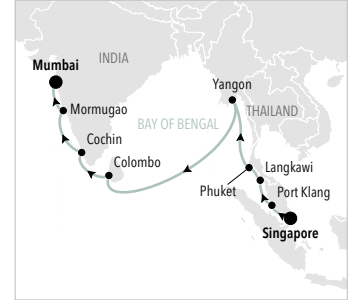 INDIA
Mumbai
Yangon
Mormugao
THAILAND
BAY OF BENGAL
Cochin
Colombo
Langkawi
Phuket
Port Klang
Singapore